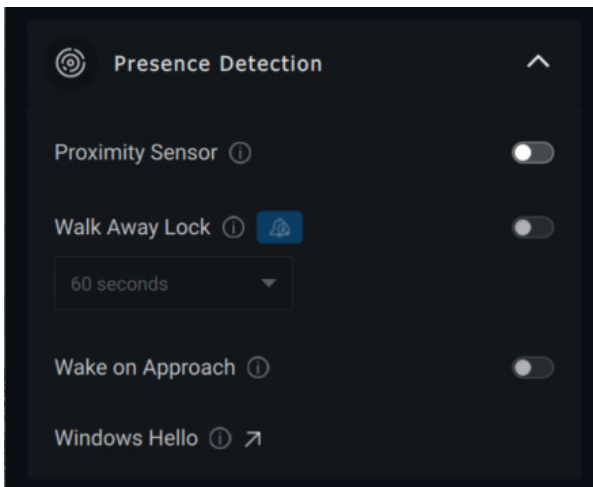 Presence Detection
Proximity Sensor
Walk Away Lock
60 seconds
Wake on Approach
Windows Hello